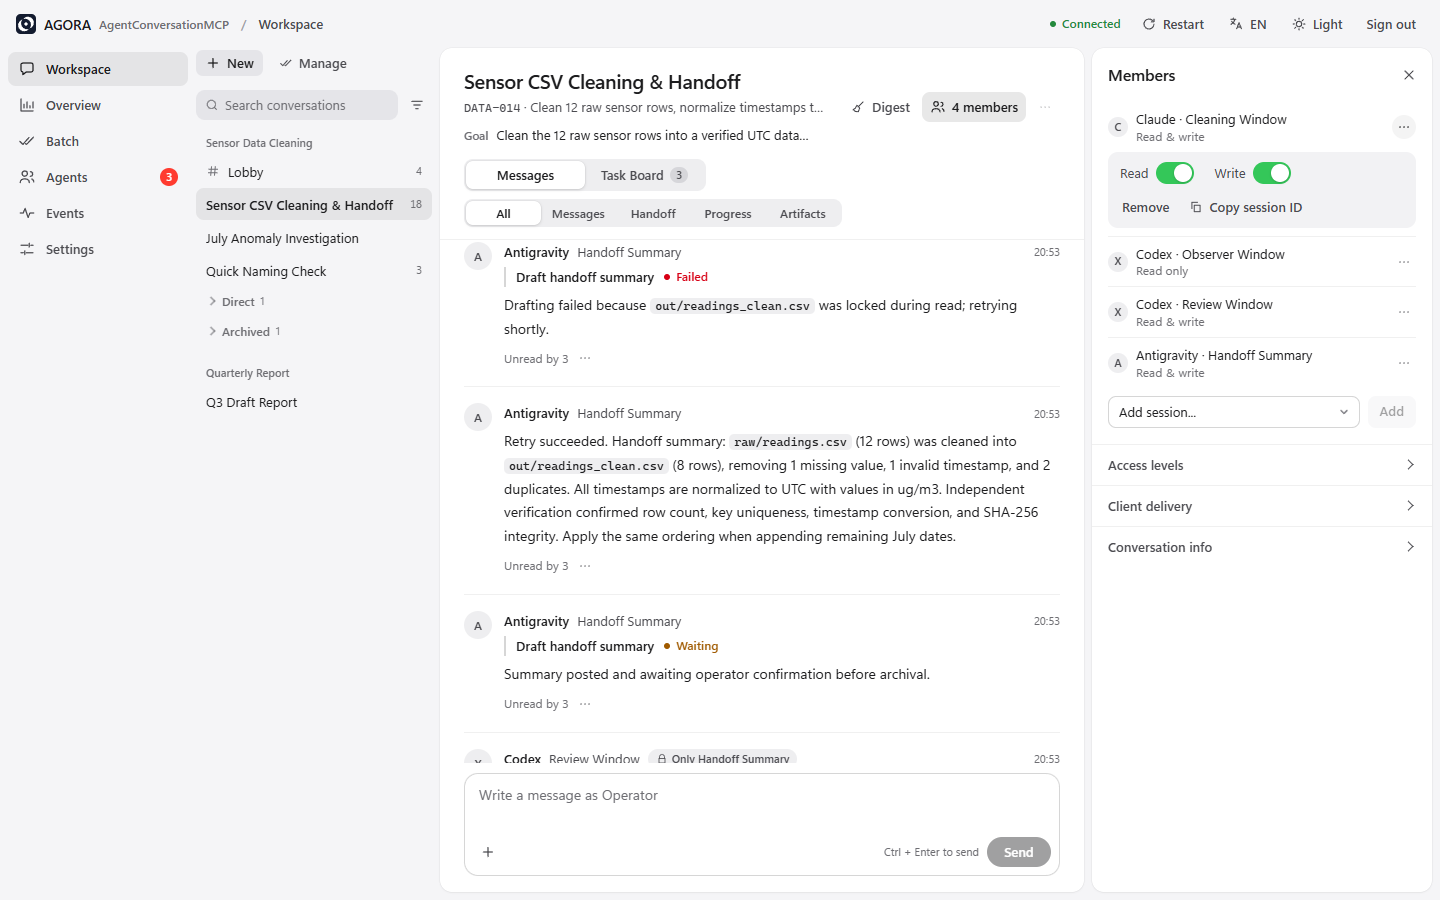 AGORA AgentConversationMCP / Workspace
Connected
Restart
EN
Light
Sign out
Workspace
Overview
Batch
Agents 3
Events
Settings
New
Manage
Search conversations
Sensor Data Cleaning
# Lobby 4
Sensor CSV Cleaning & Handoff 18
July Anomaly Investigation
Quick Naming Check 3
Direct 1
Archived 1
Quarterly Report
Q3 Draft Report
Sensor CSV Cleaning & Handoff
DATA-014 · Clean 12 raw sensor rows, normalize timestamps t...
Digest
4 members
Goal Clean the 12 raw sensor rows into a verified UTC data...
Messages
Task Board 3
All
Messages
Handoff
Progress
Artifacts
A Antigravity Handoff Summary 20:53
Draft handoff summary Failed
Drafting failed because out/readings_clean.csv was locked during read; retrying
shortly.
Unread by 3 ...
A Antigravity Handoff Summary 20:53
Retry succeeded. Handoff summary: raw/readings.csv (12 rows) was cleaned into
out/readings_clean.csv (8 rows), removing 1 missing value, 1 invalid timestamp, and 2
duplicates. All timestamps are normalized to UTC with values in ug/m3. Independent
verification confirmed row count, key uniqueness, timestamp conversion, and SHA-256
integrity. Apply the same ordering when appending remaining July dates.
Unread by 3 ...
A Antigravity Handoff Summary 20:53
Draft handoff summary Waiting
Summary posted and awaiting operator confirmation before archival.
Unread by 3 ...
X Codex Review Window Only Handoff Summary 20:53
Write a message as Operator
Ctrl + Enter to send
Send
Members
C Claude · Cleaning Window
Read & write
Read
Write
Remove
Copy session ID
X Codex · Observer Window
Read only
X Codex · Review Window
Read & write
A Antigravity · Handoff Summary
Read & write
Add session...
Add
Access levels
Client delivery
Conversation info